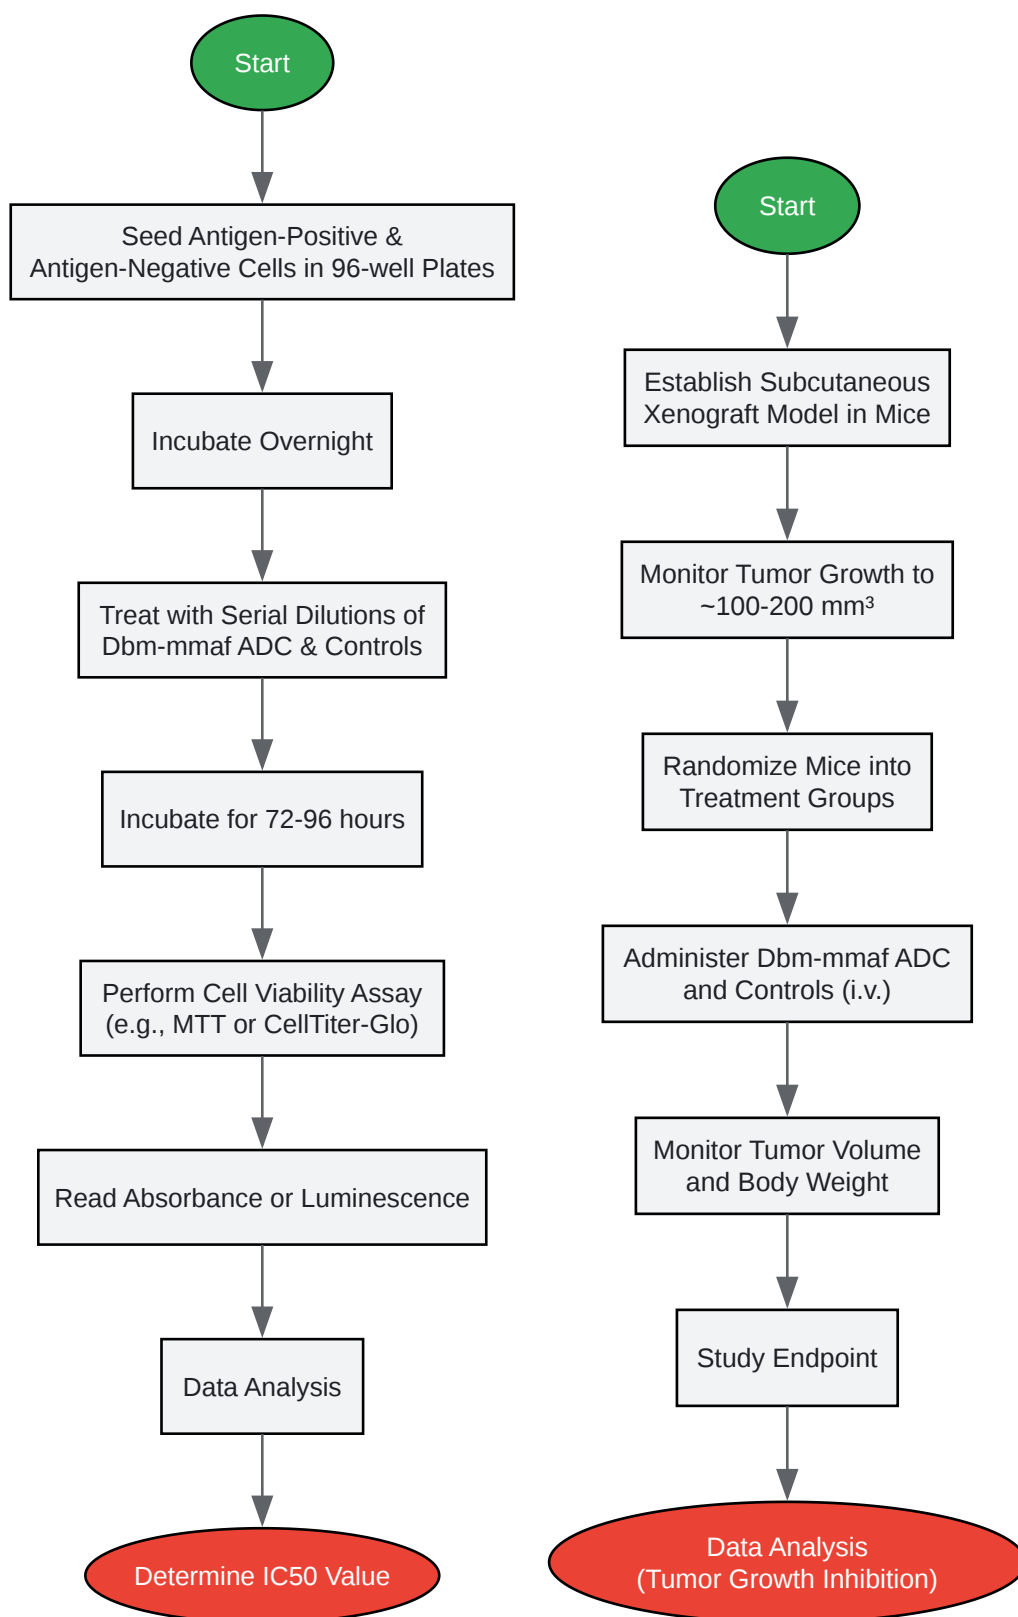 Start
Seed Antigen-Positive &
Antigen-Negative Cells in 96-well Plates
Incubate Overnight
Treat with Serial Dilutions of
Dbm-mmaf ADC & Controls
Incubate for 72-96 hours
Perform Cell Viability Assay
(e.g., MTT or CellTiter-Glo)
Read Absorbance or Luminescence
Data Analysis
Determine IC50 Value
Start
Establish Subcutaneous
Xenograft Model in Mice
Monitor Tumor Growth to
~100-200 mm³
Randomize Mice into
Treatment Groups
Administer Dbm-mmaf ADC
and Controls (i.v.)
Monitor Tumor Volume
and Body Weight
Study Endpoint
Data Analysis
(Tumor Growth Inhibition)